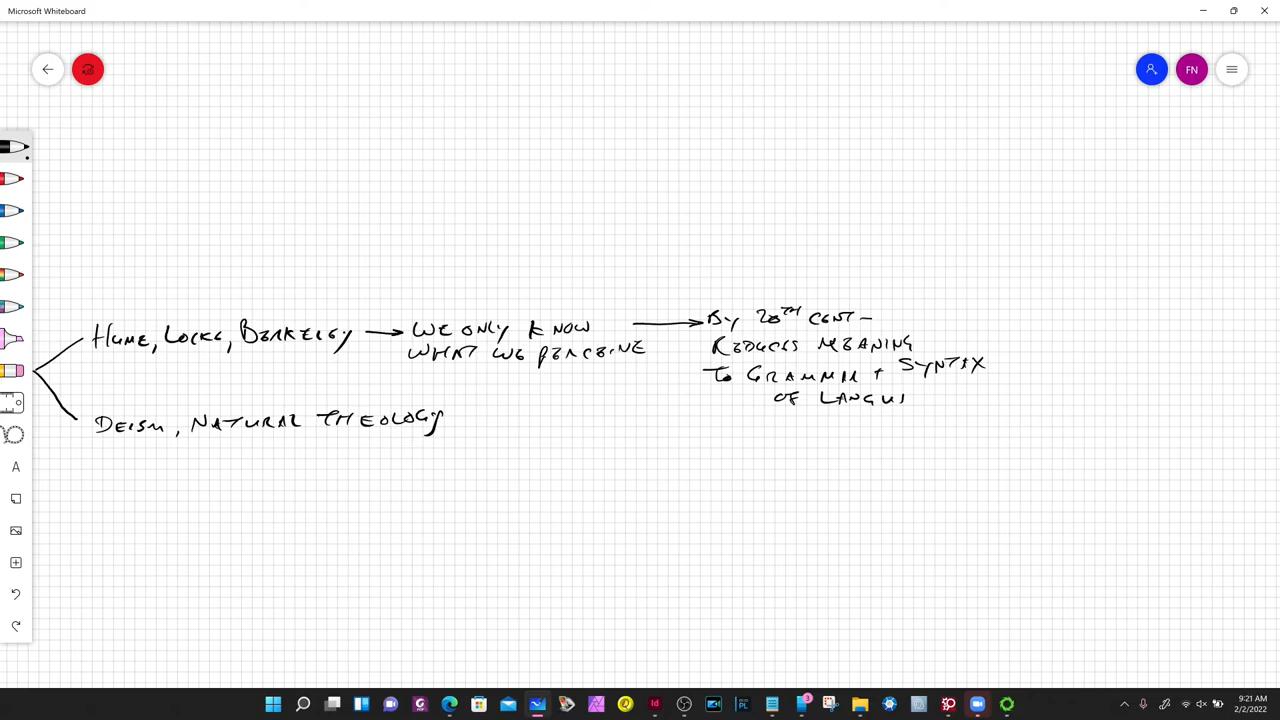 Microsoft Whiteboard
FN
HUME, LOCKE, BERKELEY → WE ONLY KNOW
WHAT WE PERCEIVE
→ BY 20TH CENT -
REDUCES MEANING
TO GRAMMAR + SYNTAX
OF LANGU
DEISM, NATURAL THEOLOGY
A
3
9:21 AM
2/2/2022